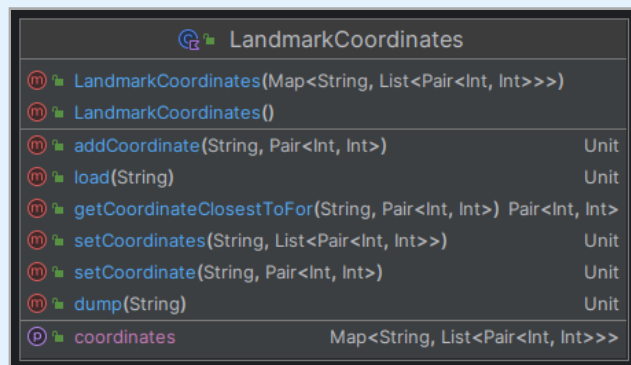 LandmarkCoordinates
LandmarkCoordinates(Map<String, List<Pair<Int, Int>>>)
LandmarkCoordinates()
addCoordinate(String, Pair<Int, Int>) Unit
load(String) Unit
getCoordinateClosestToFor(String, Pair<Int, Int>) Pair<Int, Int>
setCoordinates(String, List<Pair<Int, Int>>) Unit
setCoordinate(String, Pair<Int, Int>) Unit
dump(String) Unit
coordinates Map<String, List<Pair<Int, Int>>>